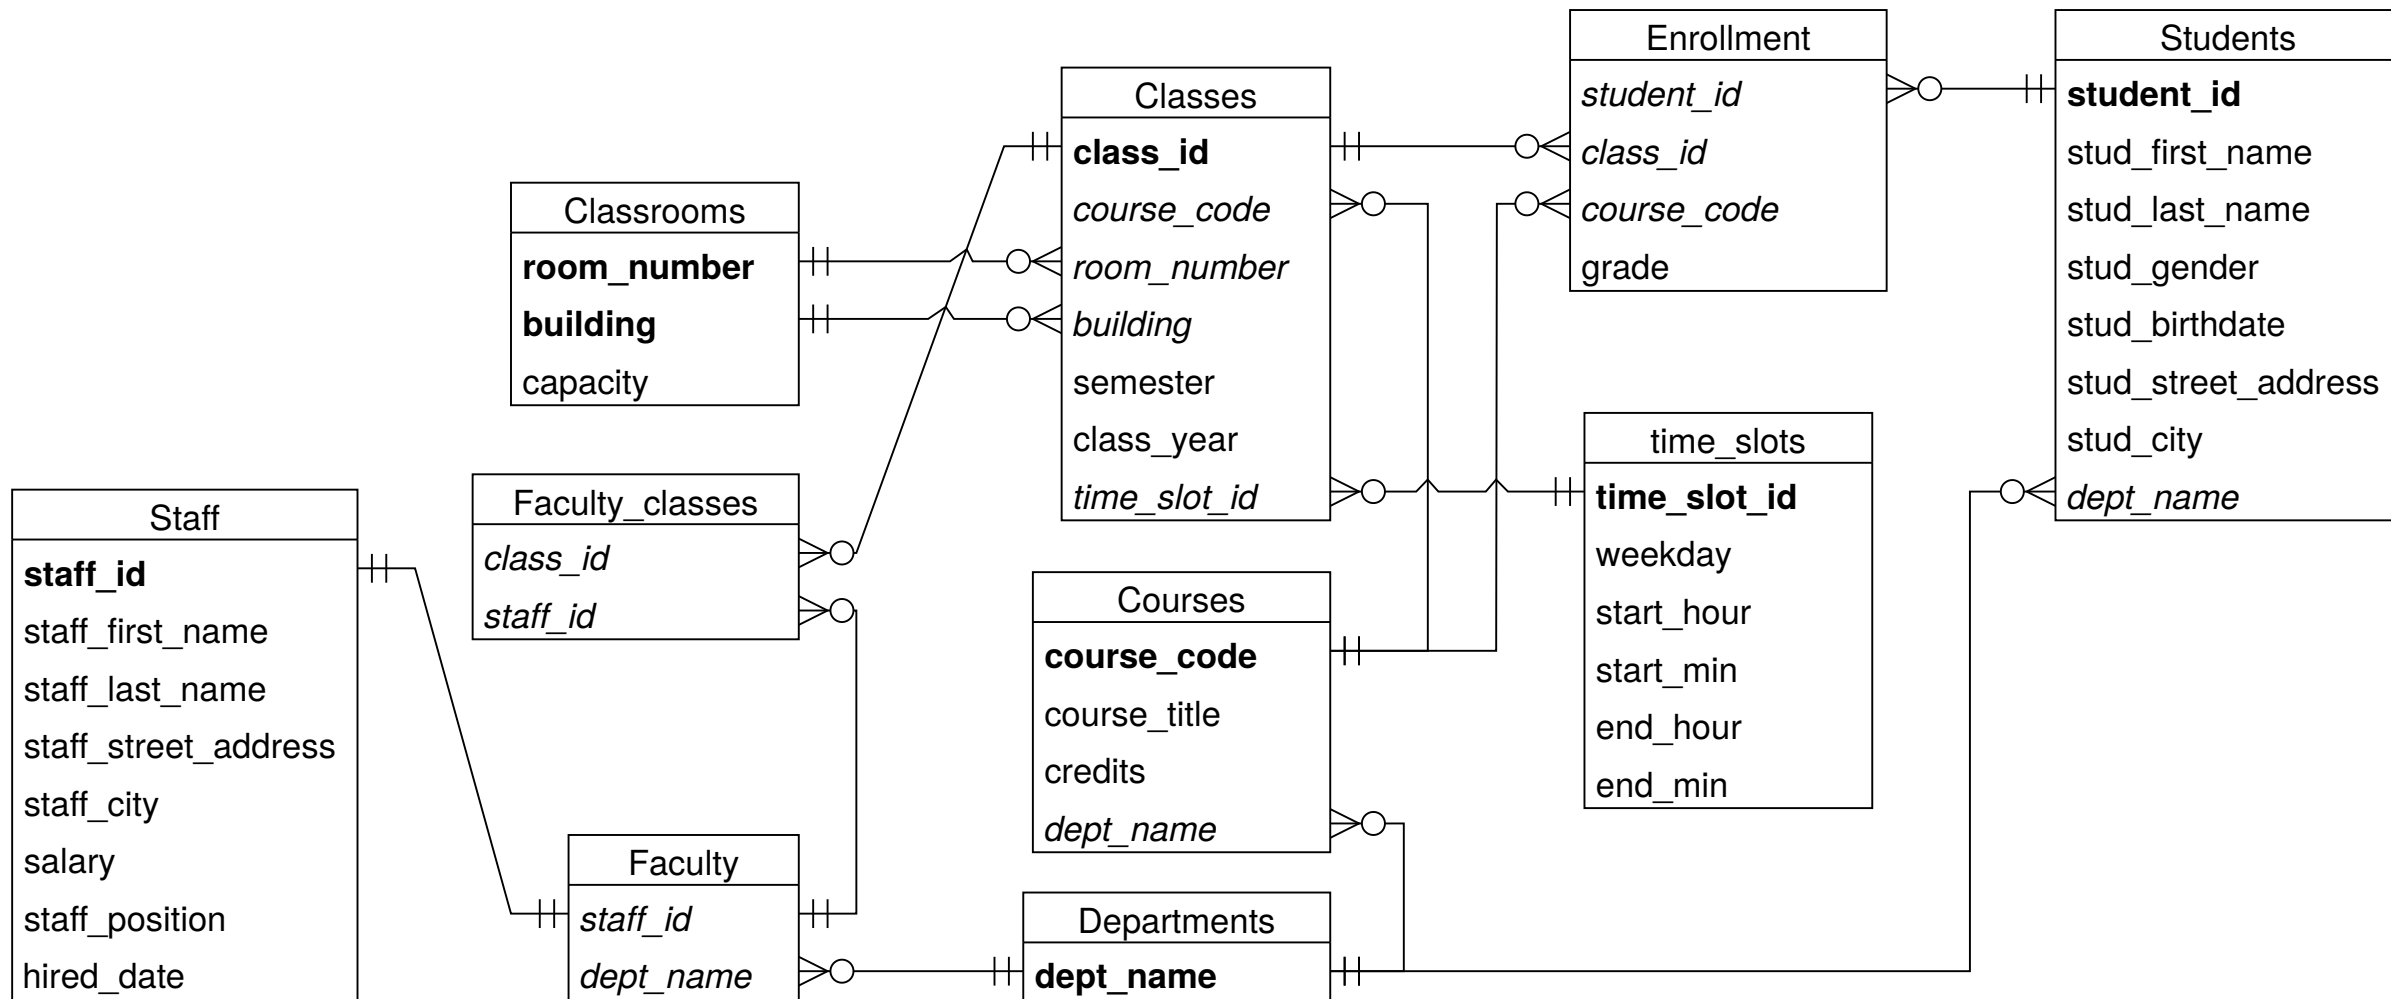 Enrollment
student_id
class_id
course_code
grade
Students
student_id
stud_first_name
stud_last_name
stud_gender
stud_birthdate
stud_street_address
stud_city
dept_name
Classes
class_id
course_code
room_number
building
semester
class_year
time_slot_id
Classrooms
room_number
building
capacity
time_slots
time_slot_id
weekday
start_hour
start_min
end_hour
end_min
Faculty_classes
class_id
staff_id
Staff
staff_id
staff_first_name
staff_last_name
staff_street_address
staff_city
salary
staff_position
hired_date
Courses
course_code
course_title
credits
dept_name
Faculty
staff_id
dept_name
Departments
dept_name